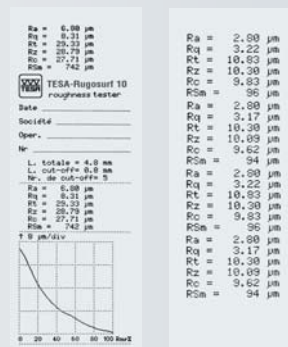 Ra = 6.80 µm
Rq = 8.31 µm
Rt = 29.33 µm
Rz = 28.79 µm
Rc = 27.71 µm
RSm = 742 µm
TESA
TESA-Rugosurf 10
roughness tester
Date
Société
Oper.
Nr
L. totale = 4.0 mm
L. cut-off= 0.8 mm
Nr. de cut-off= 5
Ra = 6.80 µm
Rq = 8.31 µm
Rt = 29.33 µm
Rz = 28.79 µm
Rc = 27.71 µm
RSm = 742 µm
↑ 8 µm/div
0 20 40 60 80 100 Rmr%
Ra = 2.80 µm
Rq = 3.22 µm
Rt = 10.83 µm
Rz = 10.30 µm
Rc = 9.83 µm
RSm = 96 µm
Ra = 2.80 µm
Rq = 3.17 µm
Rt = 10.30 µm
Rz = 10.09 µm
Rc = 9.62 µm
RSm = 94 µm
Ra = 2.80 µm
Rq = 3.22 µm
Rt = 10.83 µm
Rz = 10.30 µm
Rc = 9.83 µm
RSm = 96 µm
Ra = 2.80 µm
Rq = 3.17 µm
Rt = 10.30 µm
Rz = 10.09 µm
Rc = 9.62 µm
RSm = 94 µm